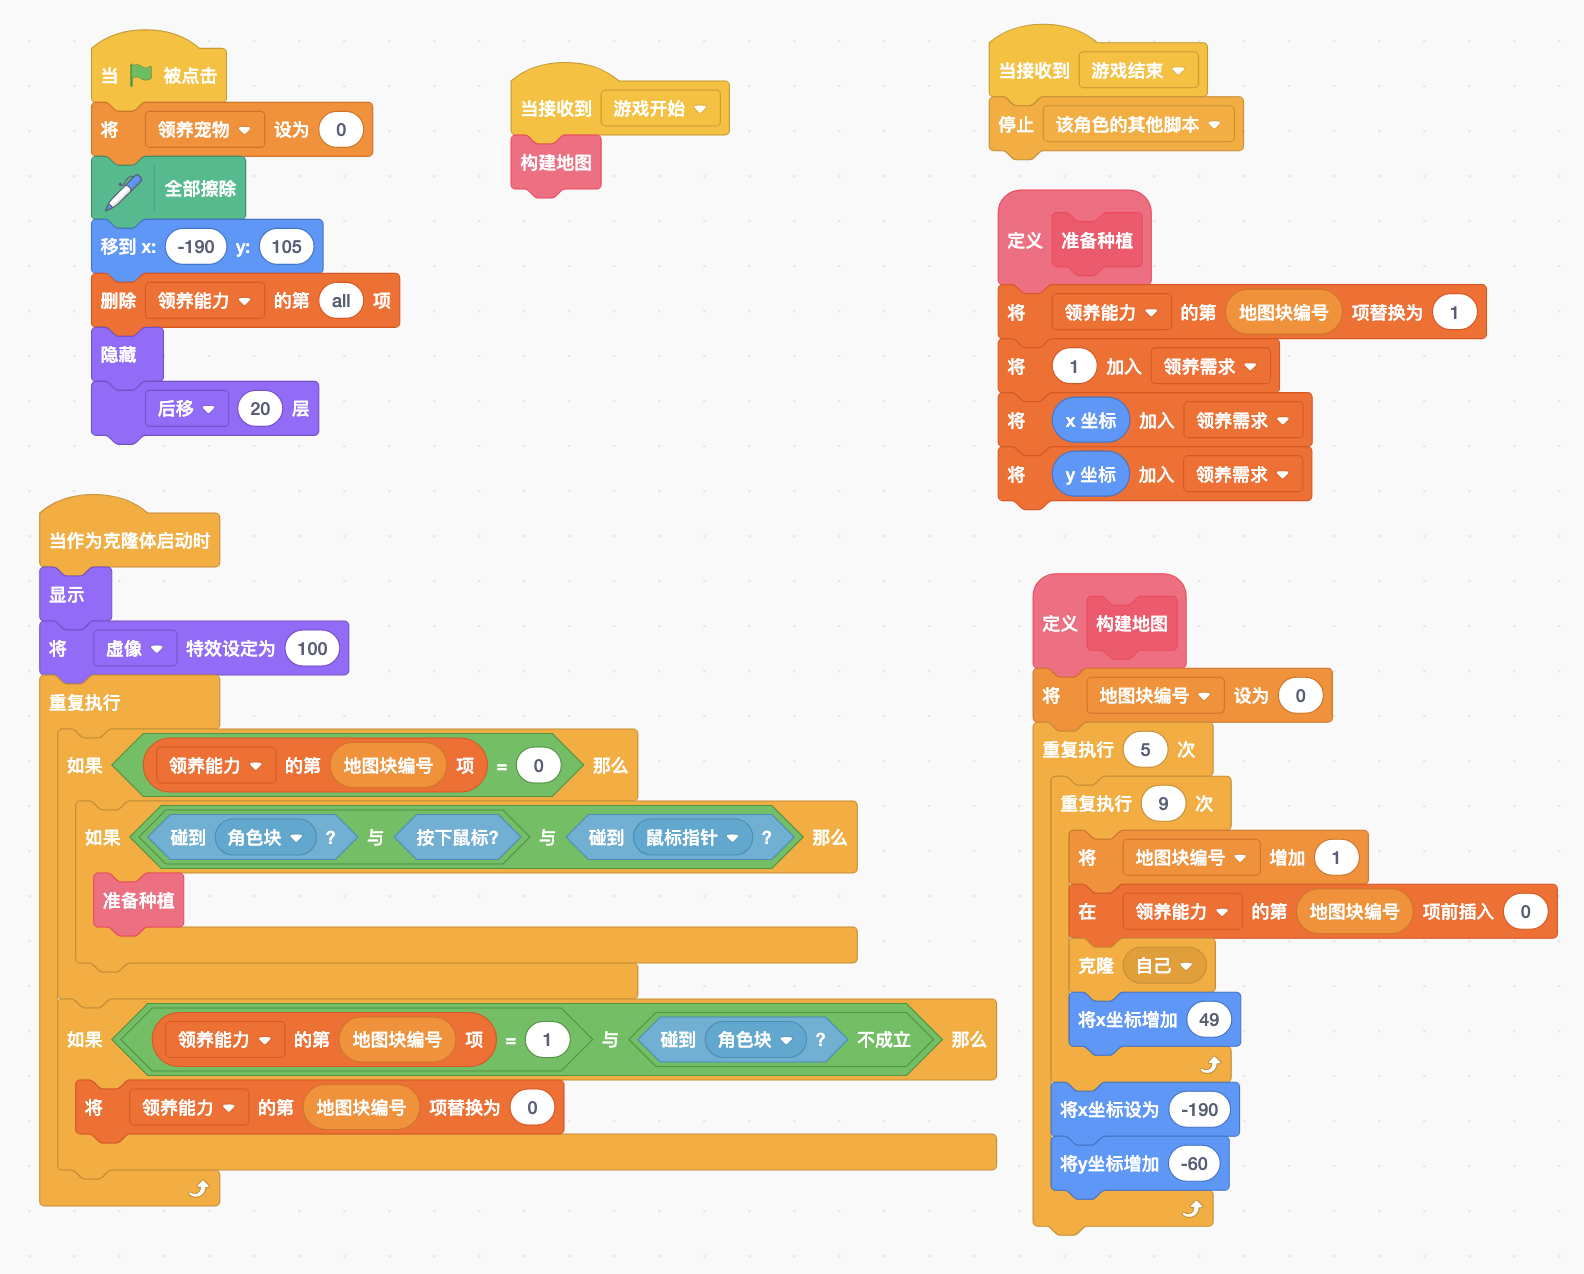 当 被点击
将 领养宠物 设为 0
全部擦除
移到 x: -190 y: 105
删除 领养能力 的第 all 项
隐藏
后移 20 层
当接收到 游戏开始
构建地图
当接收到 游戏结束
停止 该角色的其他脚本
定义 准备种植
将 领养能力 的第 地图块编号 项替换为 1
将 1 加入 领养需求
将 x 坐标 加入 领养需求
将 y 坐标 加入 领养需求
当作为克隆体启动时
显示
将 虚像 特效设定为 100
重复执行
如果 领养能力 的第 地图块编号 项 = 0 那么
如果 碰到 角色块 ? 与 按下鼠标? 与 碰到 鼠标指针 ? 那么
准备种植
如果 领养能力 的第 地图块编号 项 = 1 与 碰到 角色块 ? 不成立 那么
将 领养能力 的第 地图块编号 项替换为 0
定义 构建地图
将 地图块编号 设为 0
重复执行 5 次
重复执行 9 次
将 地图块编号 增加 1
在 领养能力 的第 地图块编号 项前插入 0
克隆 自己
将x坐标增加 49
将x坐标设为 -190
将y坐标增加 -60